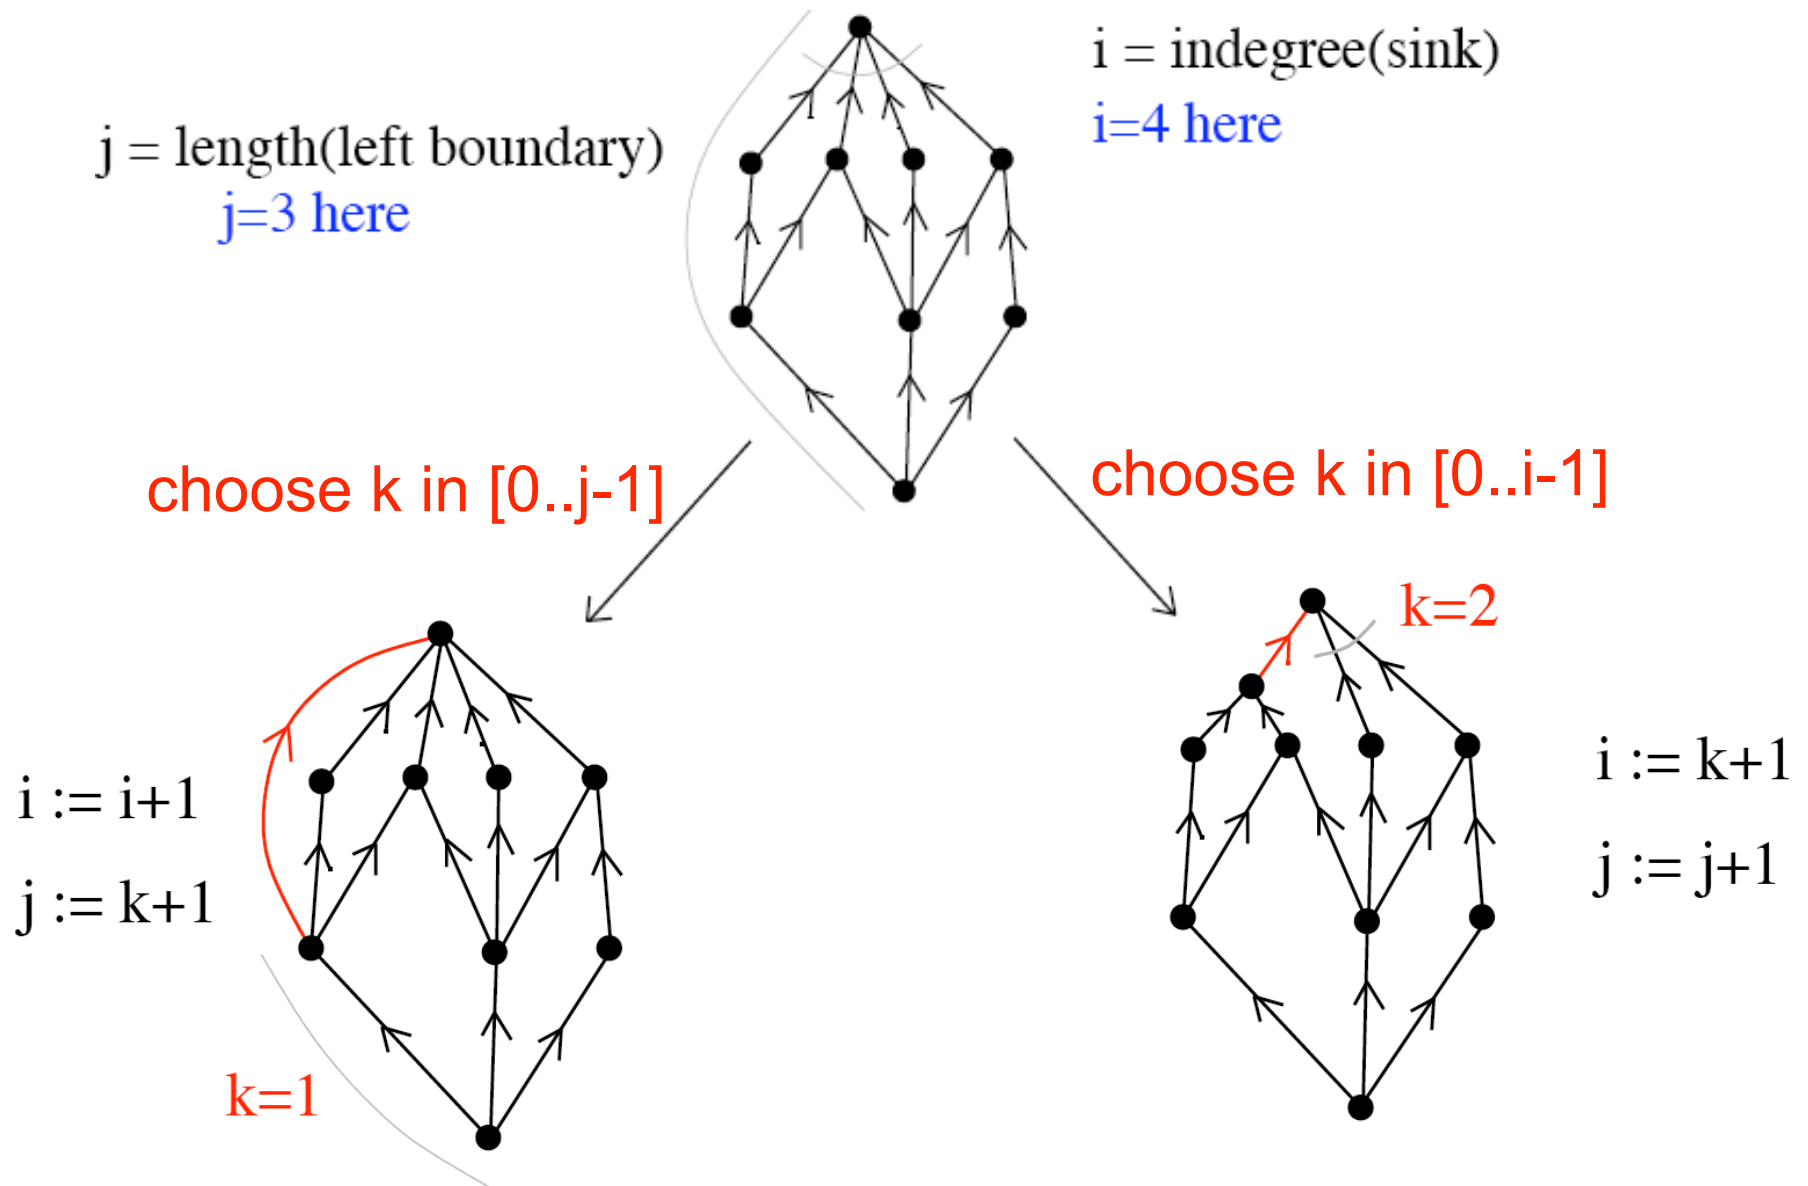 i = indegree(sink)
i=4 here
j = length(left boundary)
j=3 here
choose k in [0..j-1]
choose k in [0..i-1]
k=2
i := i+1
j := k+1
k=1
i := k+1
j := j+1